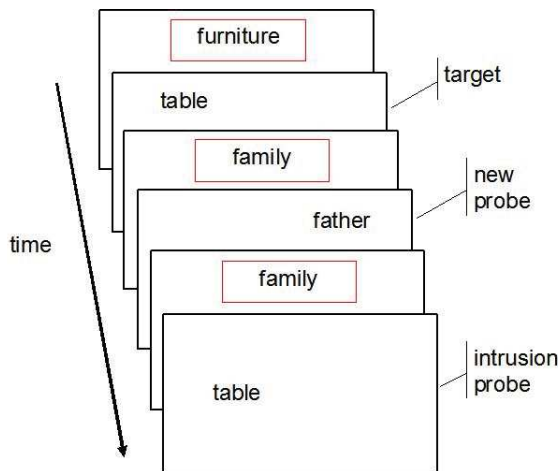 furniture
target
table
family
new
probe
father
time
family
intrusion
probe
table